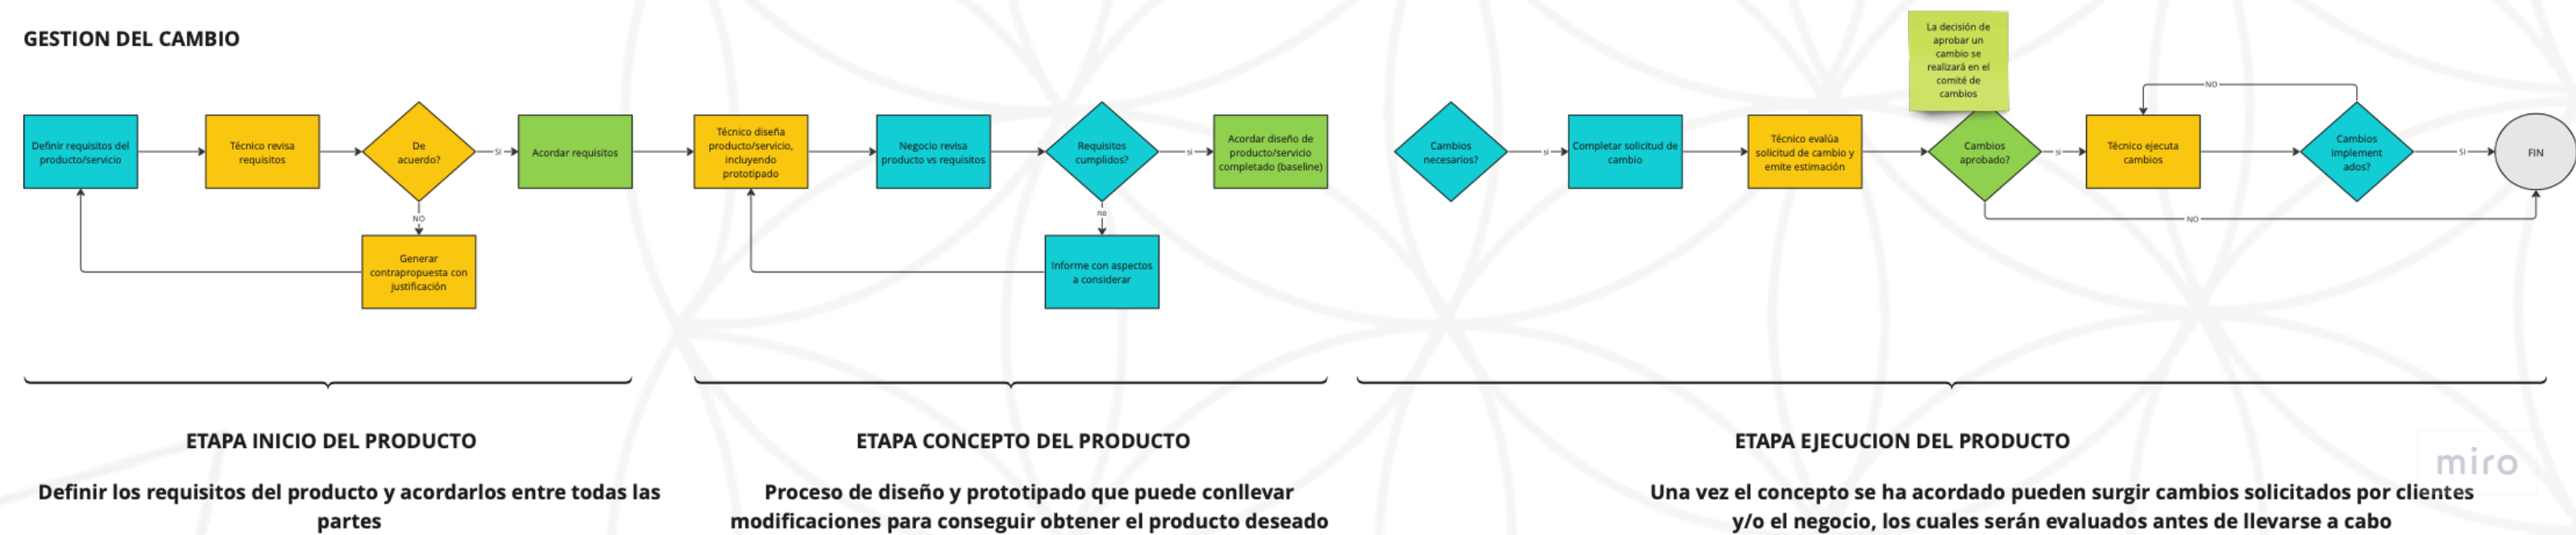 GESTION DEL CAMBIO
La decisión de
aprobar un
cambio se
realizará en el
comité de
cambios
Definir requisitos del
producto/servicio
Técnico revisa
requisitos
De
acuerdo?
SI
Acordar requisitos
NO
Generar
contrapropuesta con
justificación
Técnico diseña
producto/servicio,
incluyendo
prototipado
Negocio revisa
producto vs requisitos
Requisitos
cumplidos?
si
Acordar diseño de
producto/servicio
completado (baseline)
no
Informe con aspectos
a considerar
Cambios
necesarios?
si
Completar solicitud de
cambio
Técnico evalúa
solicitud de cambio y
emite estimación
Cambios
aprobado?
si
Técnico ejecuta
cambios
NO
Cambios
implement
ados?
SI
FIN
NO
ETAPA INICIO DEL PRODUCTO
Definir los requisitos del producto y acordarlos entre todas las
partes
ETAPA CONCEPTO DEL PRODUCTO
Proceso de diseño y prototipado que puede conllevar
modificaciones para conseguir obtener el producto deseado
ETAPA EJECUCION DEL PRODUCTO
Una vez el concepto se ha acordado pueden surgir cambios solicitados por clientes
y/o el negocio, los cuales serán evaluados antes de llevarse a cabo
miro